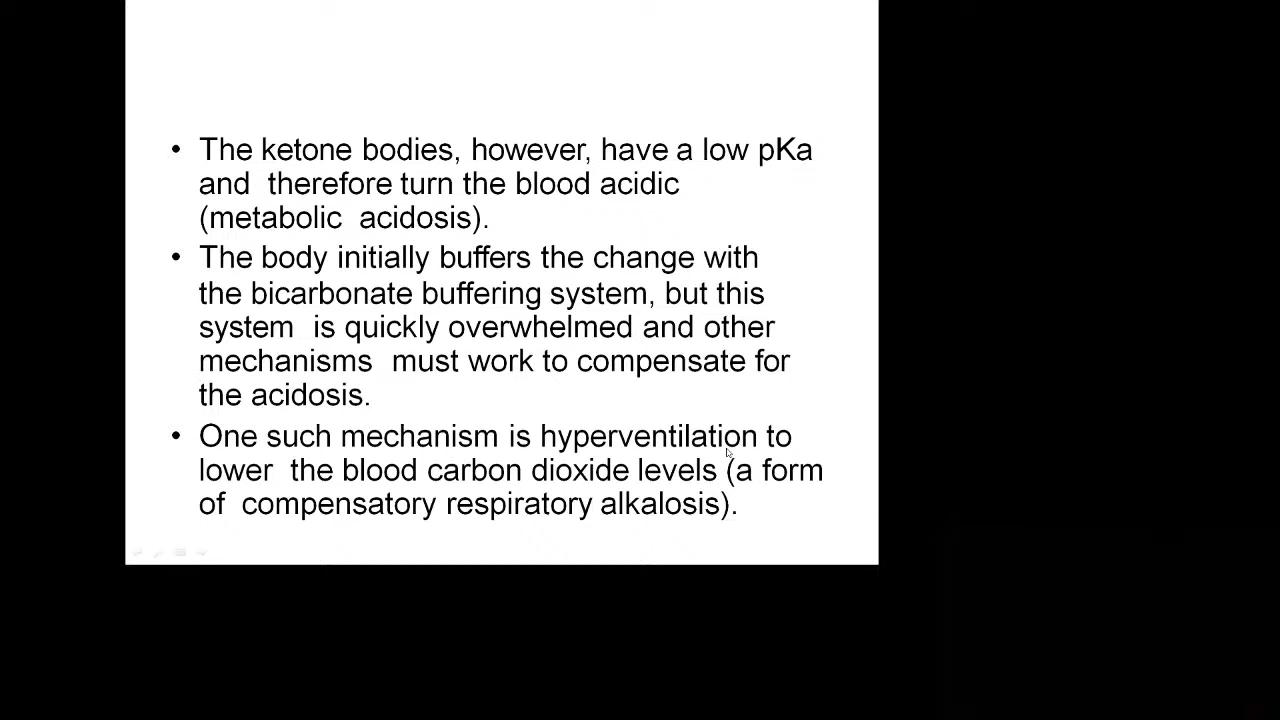 • The ketone bodies, however, have a low pKa
and therefore turn the blood acidic
(metabolic acidosis).
• The body initially buffers the change with
the bicarbonate buffering system, but this
system is quickly overwhelmed and other
mechanisms must work to compensate for
the acidosis.
• One such mechanism is hyperventilation to
lower the blood carbon dioxide levels (a form
of compensatory respiratory alkalosis).